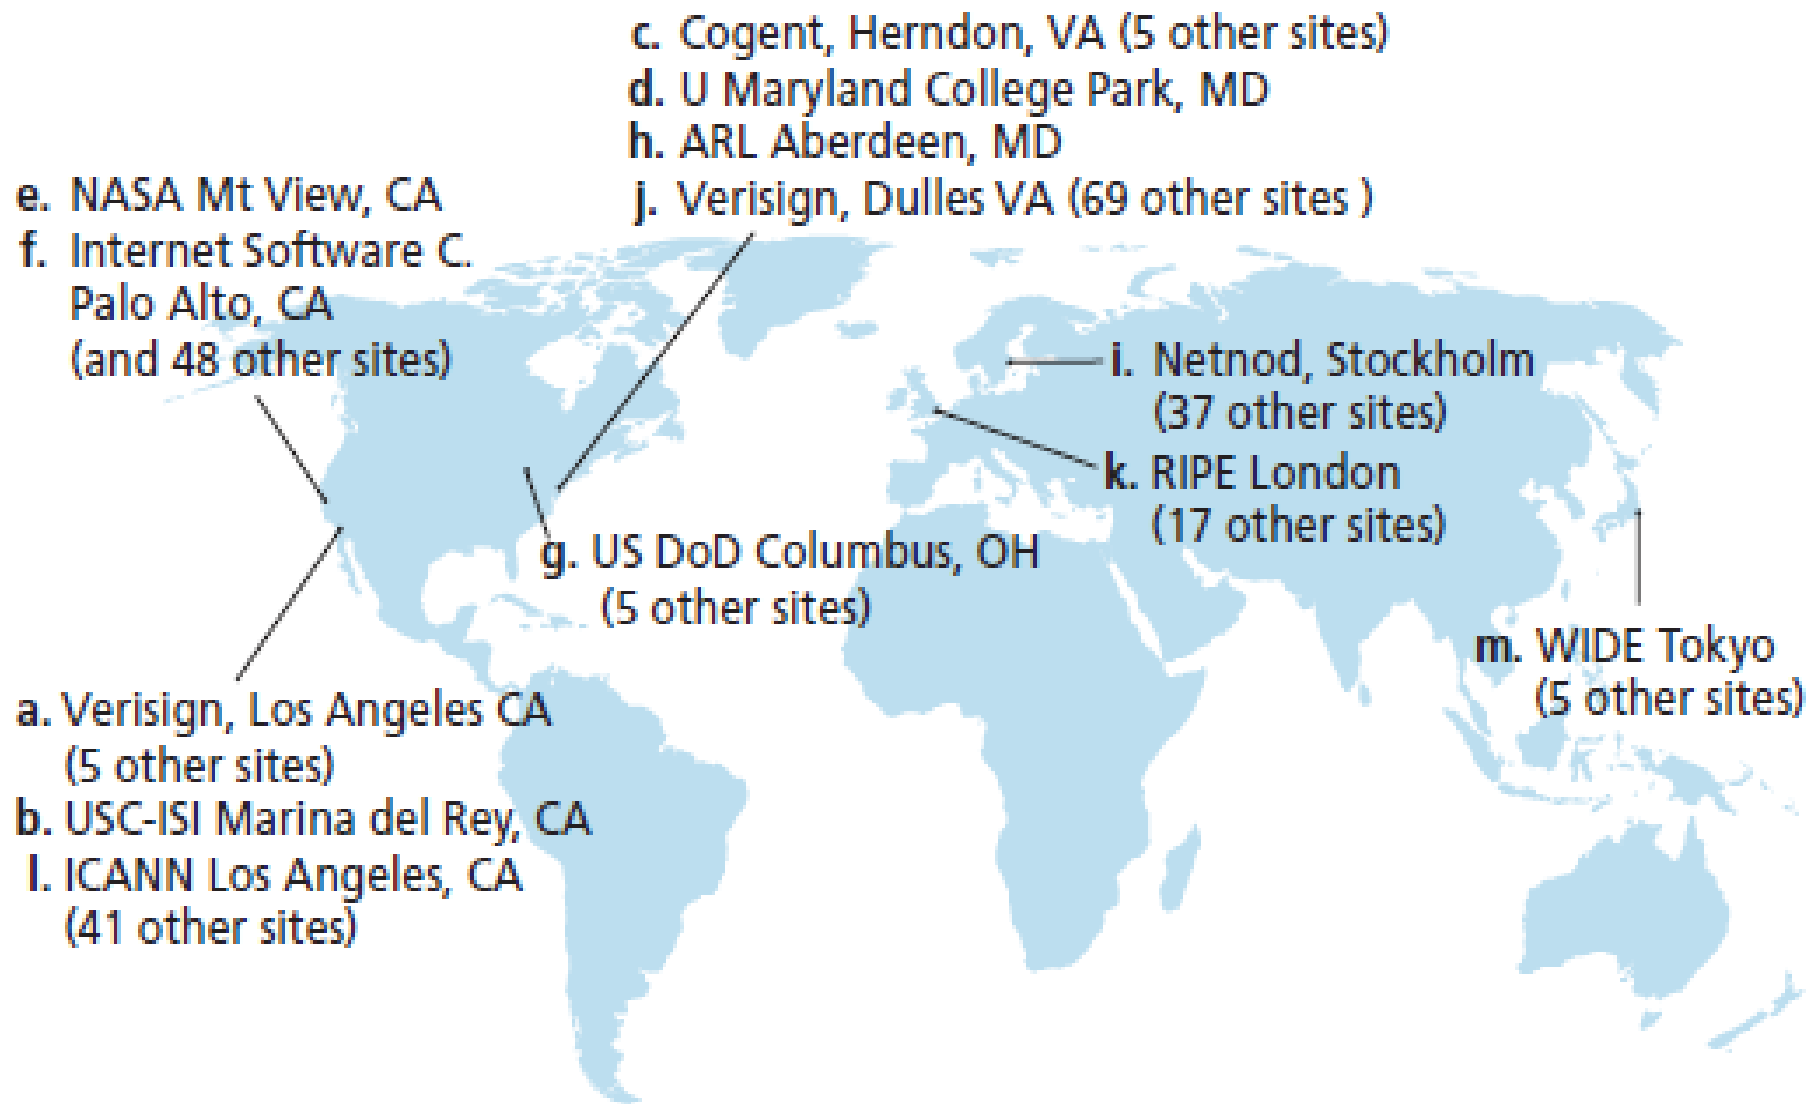 c. Cogent, Herndon, VA (5 other sites)
d. U Maryland College Park, MD
h. ARL Aberdeen, MD
j. Verisign, Dulles VA (69 other sites )
e. NASA Mt View, CA
f. Internet Software C.
Palo Alto, CA
(and 48 other sites)
i. Netnod, Stockholm
(37 other sites)
k. RIPE London
(17 other sites)
g. US DoD Columbus, OH
(5 other sites)
m. WIDE Tokyo
(5 other sites)
a. Verisign, Los Angeles CA
(5 other sites)
b. USC-ISI Marina del Rey, CA
l. ICANN Los Angeles, CA
(41 other sites)